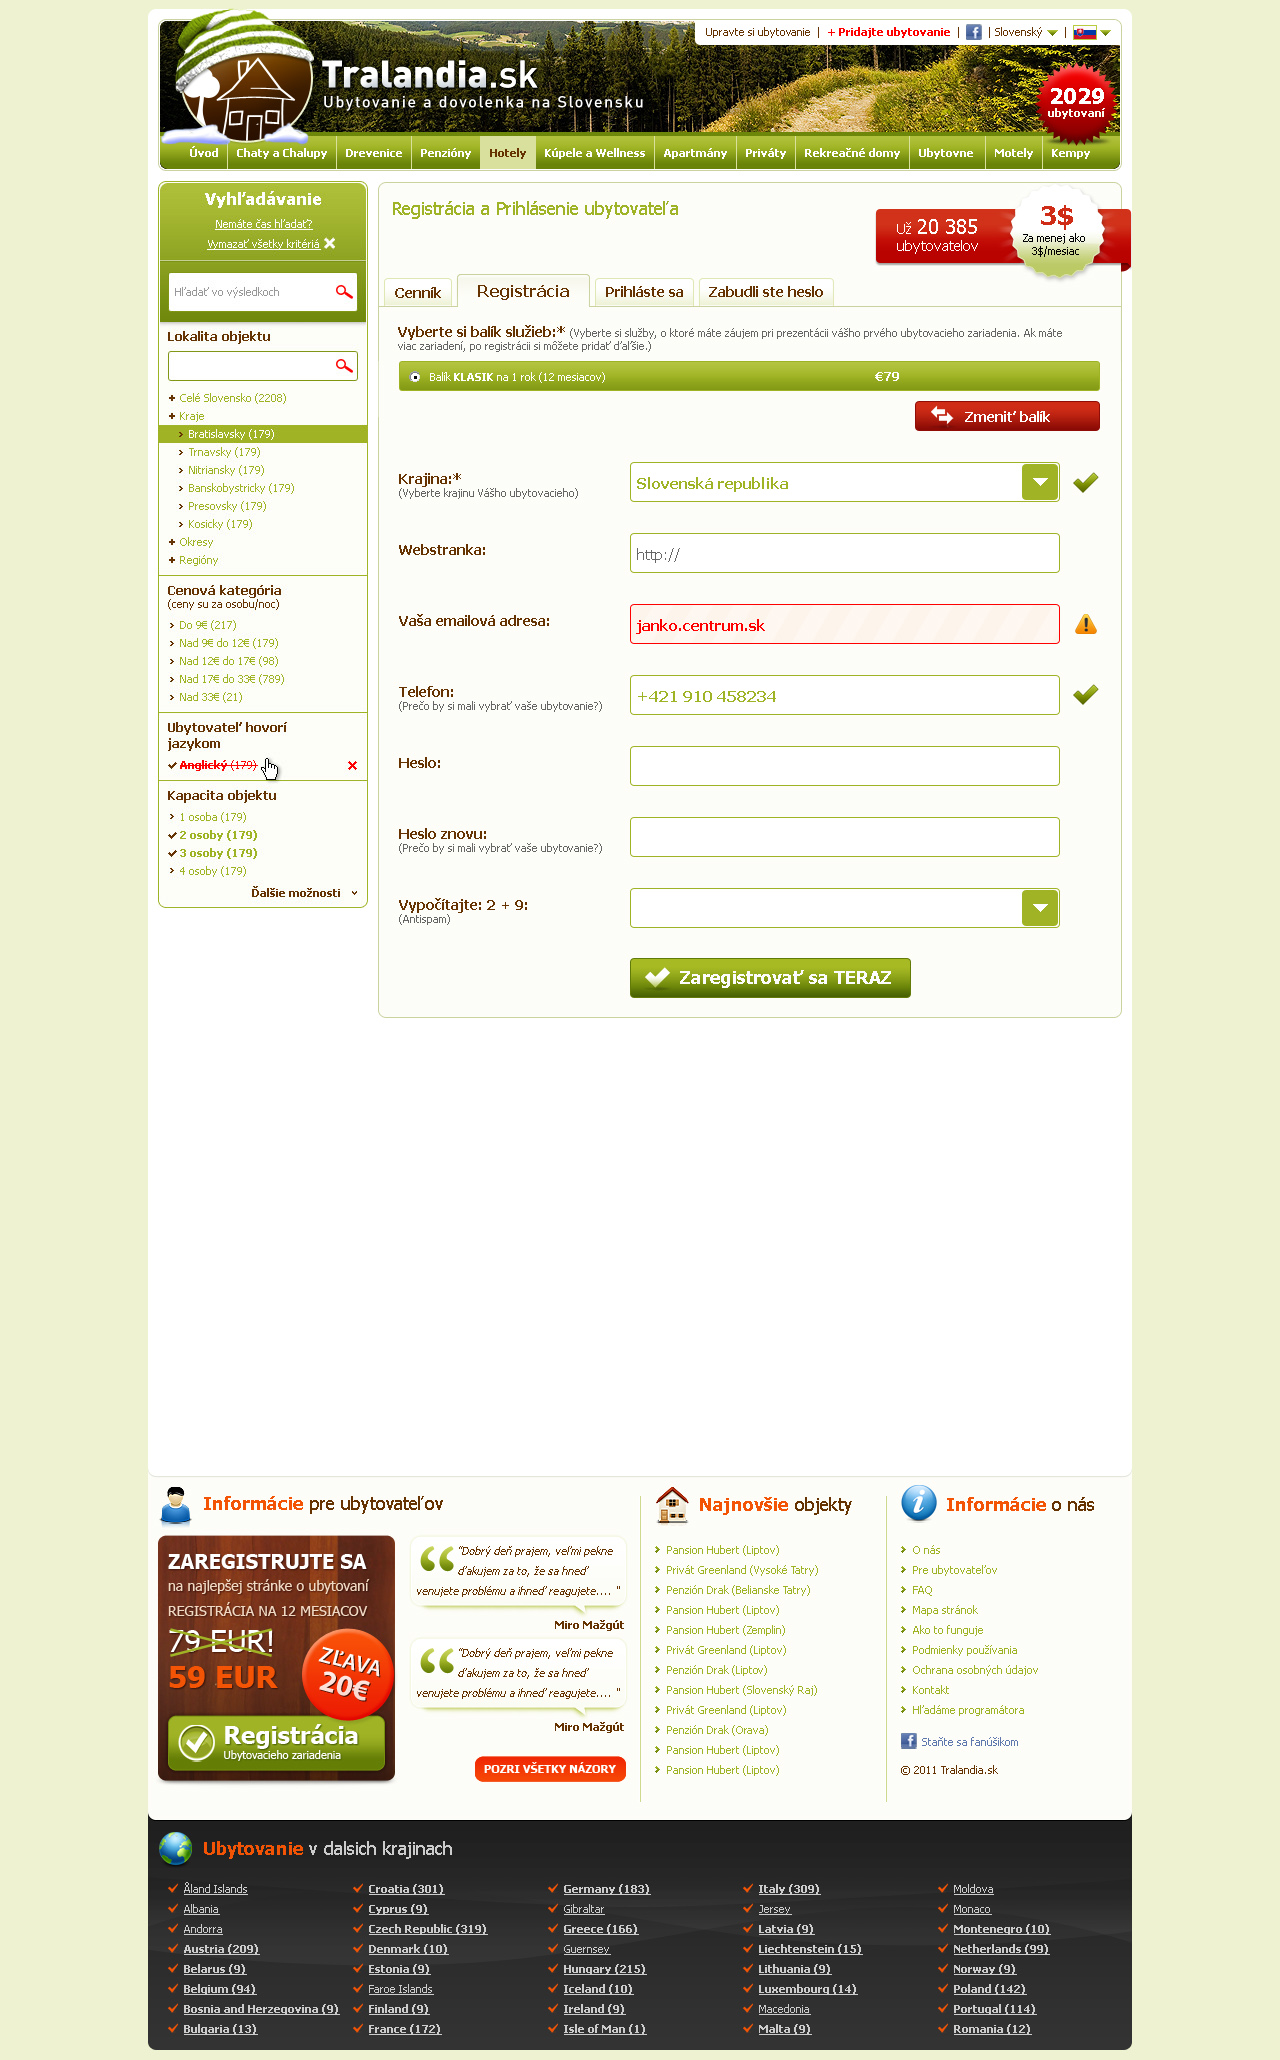 Upravte si ubytovanie | + Pridajte ubytovanie | | Slovenský |
Tralandia.sk
Ubytovanie a dovolenka na Slovensku
2029
ubytovaní
Úvod Chaty a Chalupy Drevenice Penzióny Hotely Kúpele a Wellness Apartmány Priváty Rekreačné domy Ubytovne Motely Kempy
Vyhľadávanie
Nemáte čas hľadať?
Vymazať všetky kritériá
Hľadať vo výsledkoch
Lokalita objektu
Celé Slovensko (2208)
Kraje
Bratislavsky (179)
Trnavsky (179)
Nitriansky (179)
Banskobystricky (179)
Presovsky (179)
Kosicky (179)
Okresy
Regióny
Cenová kategória
(ceny su za osobu/noc)
Do 9€ (217)
Nad 9€ do 12€ (179)
Nad 12€ do 17€ (98)
Nad 17€ do 33€ (789)
Nad 33€ (21)
Ubytovateľ hovorí
jazykom
Anglický (179)
Kapacita objektu
1 osoba (179)
2 osoby (179)
3 osoby (179)
4 osoby (179)
Ďalšie možnosti
Registrácia a Prihlásenie ubytovateľa
Už 20 385
ubytovatelov
3$
Za menej ako
3$/mesiac
Cenník Registrácia Prihláste sa Zabudli ste heslo
Vyberte si balík služieb:* (Vyberte si služby, o ktoré máte záujem pri prezentácii vášho prvého ubytovacieho zariadenia. Ak máte
viac zariadení, po registrácii si môžete pridať ďaľšie.)
Balík KLASIK na 1 rok (12 mesiacov) €79
Zmeniť balík
Krajina:*
(Vyberte krajinu Vášho ubytovacieho)
Slovenská republika
Webstranka:
http://
Vaša emailová adresa:
janko.centrum.sk
Telefon:
(Prečo by si mali vybrať vaše ubytovanie?)
+421 910 458234
Heslo:
Heslo znovu:
(Prečo by si mali vybrať vaše ubytovanie?)
Vypočítajte: 2 + 9:
(Antispam)
Zaregistrovať sa TERAZ
Informácie pre ubytovateľov
ZAREGISTRUJTE SA
na najlepšej stránke o ubytovaní
REGISTRÁCIA NA 12 MESIACOV
79 EUR!
59 EUR
ZĽAVA
20€
Registrácia
Ubytovacieho zariadenia
"Dobrý deň prajem, veľmi pekne
ďakujem za to, že sa hneď
venujete problému a ihneď reagujete.... "
Miro Mažgút
"Dobrý deň prajem, veľmi pekne
ďakujem za to, že sa hneď
venujete problému a ihneď reagujete.... "
Miro Mažgút
POZRI VŠETKY NÁZORY
Najnovšie objekty
Pansion Hubert (Liptov)
Privát Greenland (Vysoké Tatry)
Penzión Drak (Belianske Tatry)
Pansion Hubert (Liptov)
Pansion Hubert (Zemplin)
Privát Greenland (Liptov)
Penzión Drak (Liptov)
Pansion Hubert (Slovenský Raj)
Privát Greenland (Liptov)
Penzión Drak (Orava)
Pansion Hubert (Liptov)
Pansion Hubert (Liptov)
Informácie o nás
O nás
Pre ubytovateľov
FAQ
Mapa stránok
Ako to funguje
Podmienky používania
Ochrana osobných údajov
Kontakt
Hľadáme programátora
Staňte sa fanúšikom
© 2011 Tralandia.sk
Ubytovanie v dalsich krajinach
Åland Islands
Albania
Andorra
Austria (209)
Belarus (9)
Belgium (94)
Bosnia and Herzegovina (9)
Bulgaria (13)
Croatia (301)
Cyprus (9)
Czech Republic (319)
Denmark (10)
Estonia (9)
Faroe Islands
Finland (9)
France (172)
Germany (183)
Gibraltar
Greece (166)
Guernsey
Hungary (215)
Iceland (10)
Ireland (9)
Isle of Man (1)
Italy (309)
Jersey
Latvia (9)
Liechtenstein (15)
Lithuania (9)
Luxembourg (14)
Macedonia
Malta (9)
Moldova
Monaco
Montenegro (10)
Netherlands (99)
Norway (9)
Poland (142)
Portugal (114)
Romania (12)